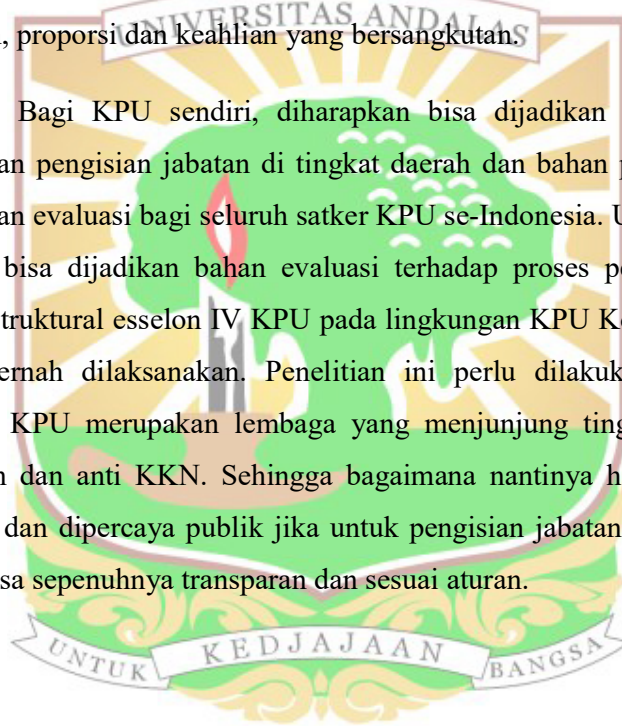 UNIVERSITAS ANDALAS
, proporsi dan keahlian yang bersangkutan.
Bagi KPU sendiri, diharapkan bisa dijadikan
an pengisian jabatan di tingkat daerah dan bahan p
an evaluasi bagi seluruh satker KPU se-Indonesia. U
bisa dijadikan bahan evaluasi terhadap proses pe
truktural esselon IV KPU pada lingkungan KPU Ko
ernah dilaksanakan. Penelitian ini perlu dilakuk
KPU merupakan lembaga yang menjunjung ting
n dan anti KKN. Sehingga bagaimana nantinya h
dan dipercaya publik jika untuk pengisian jabatan
sa sepenuhnya transparan dan sesuai aturan.
UNTUK KEDJAJAAN BANGSA